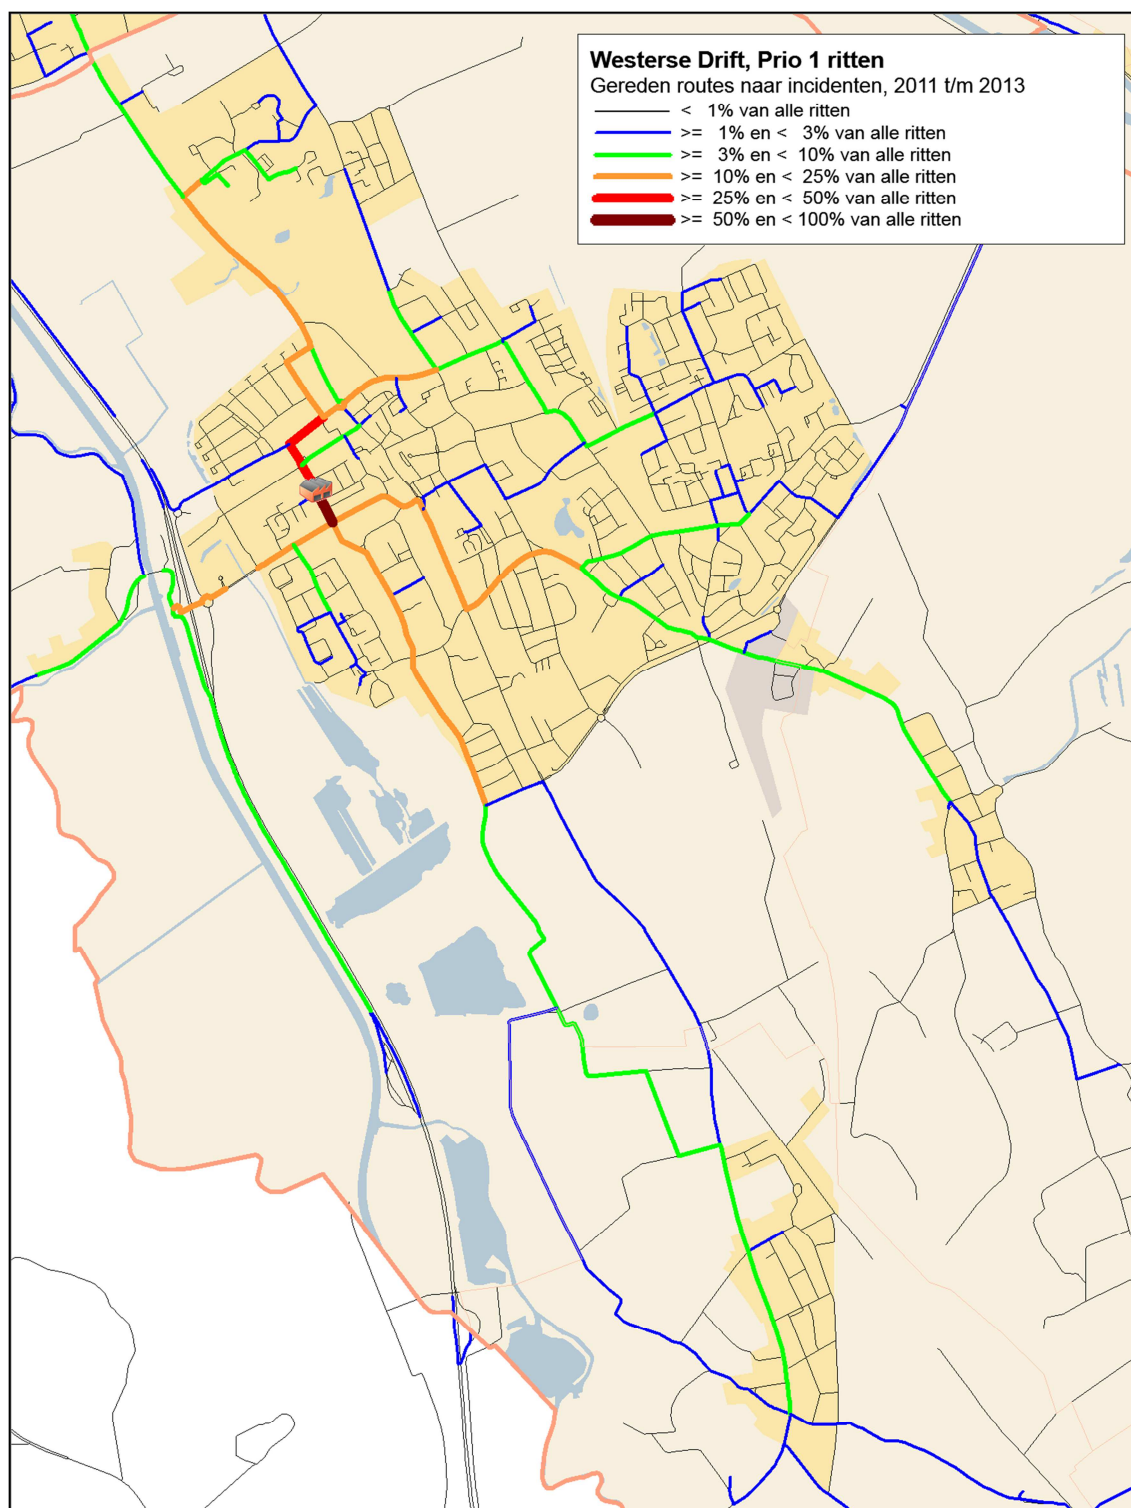 Westerse Drift, Prio 1 ritten
Gereden routes naar incidenten, 2011 t/m 2013
< 1% van alle ritten
>= 1% en < 3% van alle ritten
>= 3% en < 10% van alle ritten
>= 10% en < 25% van alle ritten
>= 25% en < 50% van alle ritten
>= 50% en < 100% van alle ritten